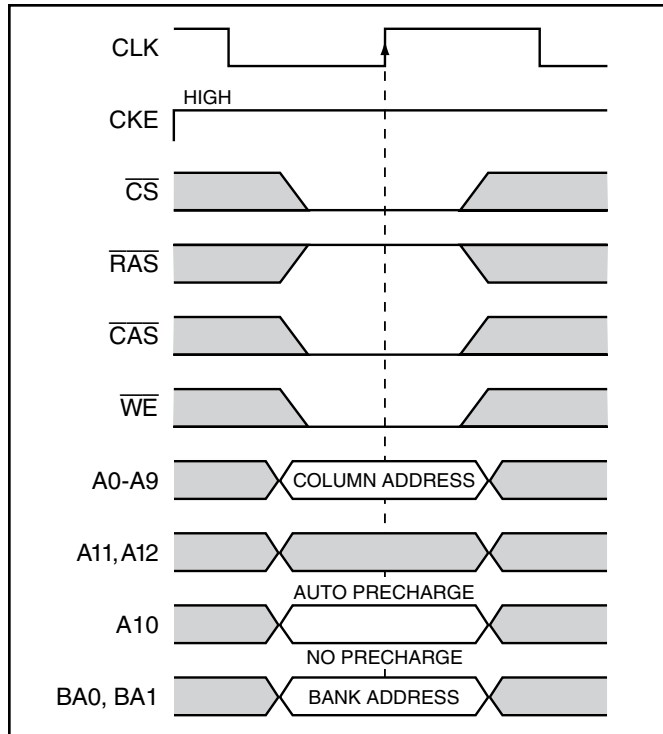 CLK
HIGH
CKE
CS
RAS
CAS
WE
A0-A9 COLUMN ADDRESS
A11, A12
AUTO PRECHARGE
A10
NO PRECHARGE
BA0, BA1 BANK ADDRESS